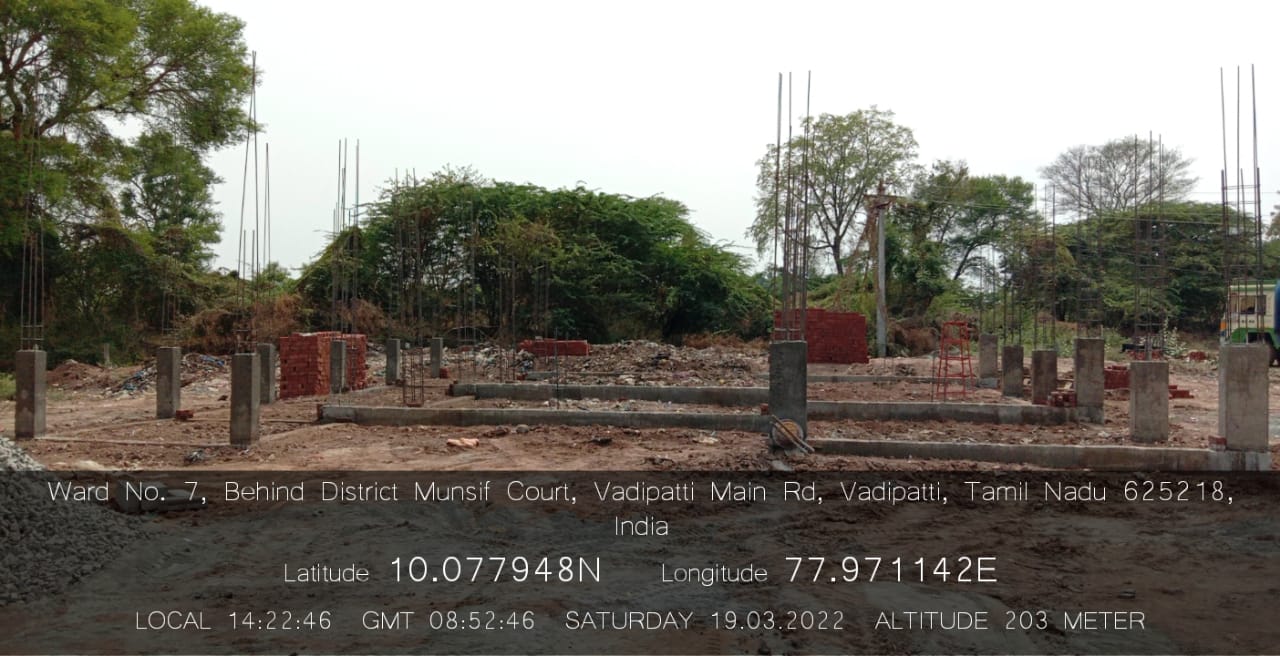 Ward No. 7, Behind District Munsif Court, Vadipatti Main Rd, Vadipatti, Tamil Nadu 625218,
India
Latitude 10.077948N Longitude 77.971142E
LOCAL 14:22:46 GMT 08:52:46 SATURDAY 19.03.2022 ALTITUDE 203 METER